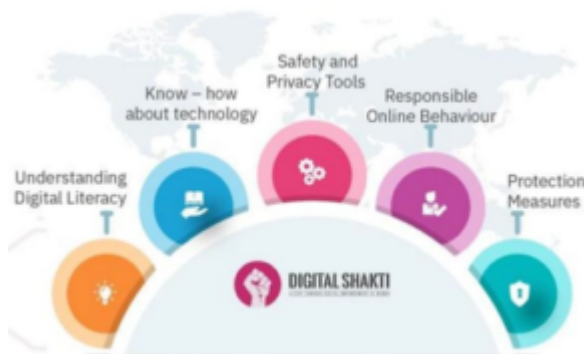 Safety and
Privacy Tools
Know – how
about technology
Responsible
Online Behaviour
Understanding
Digital Literacy
Protection
Measures
DIGITAL SHAKTI